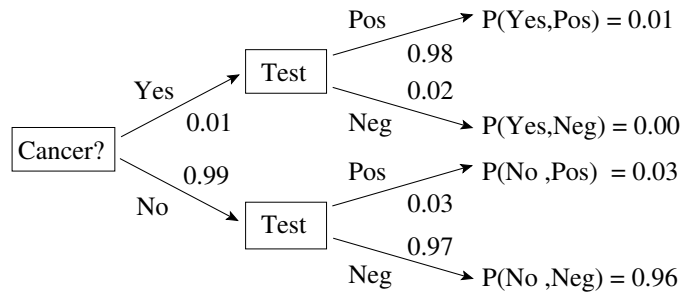 Pos
P(Yes,Pos) = 0.01
0.98
Yes
Test
0.02
0.01
Neg
P(Yes,Neg) = 0.00
Cancer?
0.99
Pos
P(No ,Pos) = 0.03
No
Test
0.03
0.97
Neg
P(No ,Neg) = 0.96